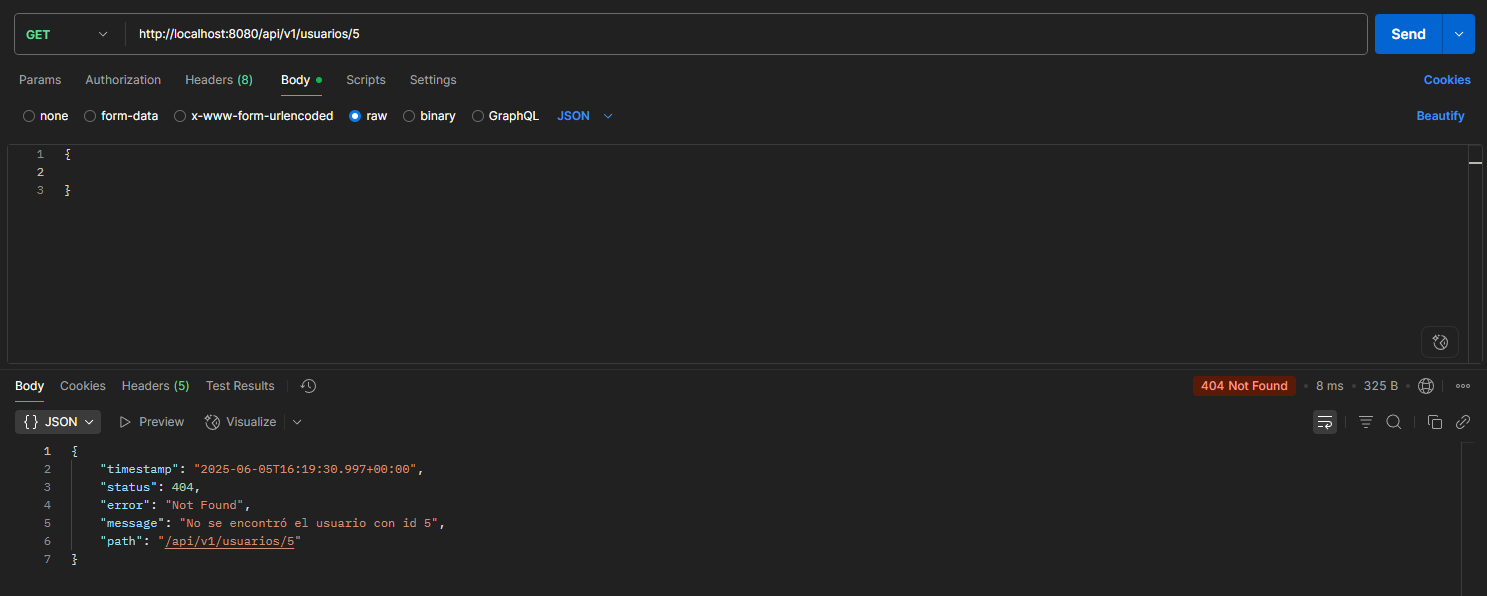 GET http://localhost:8080/api/v1/usuarios/5 Send
Params Authorization Headers (8) Body Scripts Settings Cookies
none form-data x-www-form-urlencoded raw binary GraphQL JSON Beautify
1 {
2
3 }
Body Cookies Headers (5) Test Results 404 Not Found • 8 ms • 325 B •
{} JSON Preview Visualize
1 {
2 "timestamp": "2025-06-05T16:19:30.997+00:00",
3 "status": 404,
4 "error": "Not Found",
5 "message": "No se encontró el usuario con id 5",
6 "path": "/api/v1/usuarios/5"
7 }